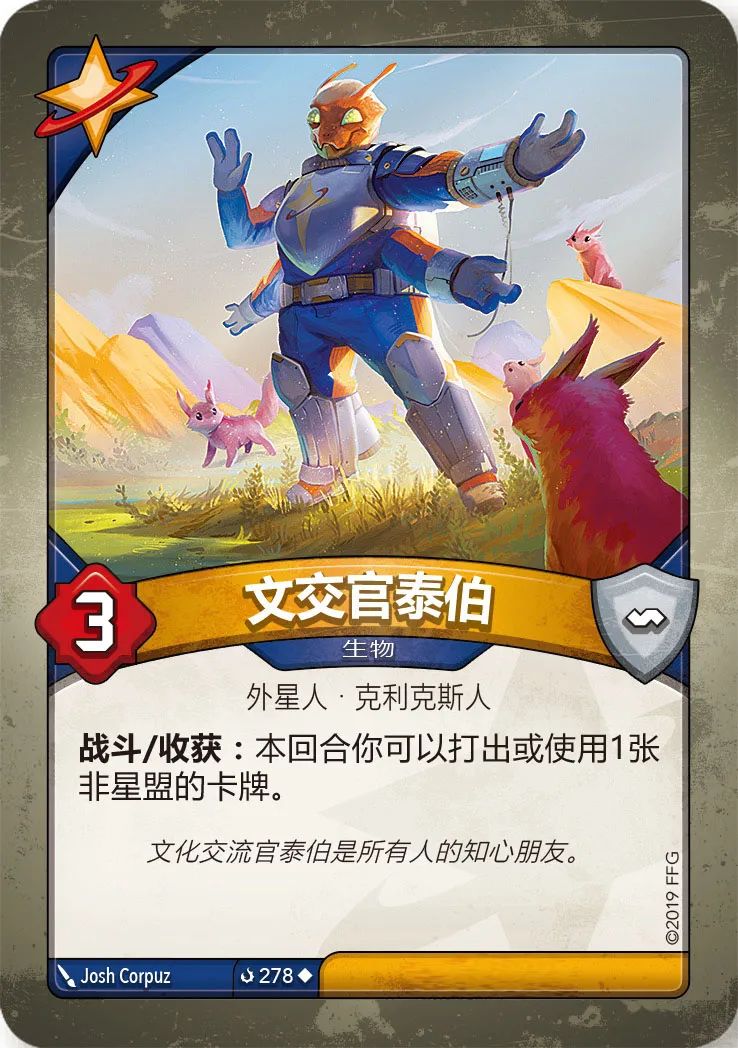 文交官泰伯
3
~
生物
外星人 · 克利克斯人
战斗/收获：本回合你可以打出或使用1张
非星盟的卡牌。
文化交流官泰伯是所有人的知心朋友。
©2019 FFG
Josh Corpuz
278